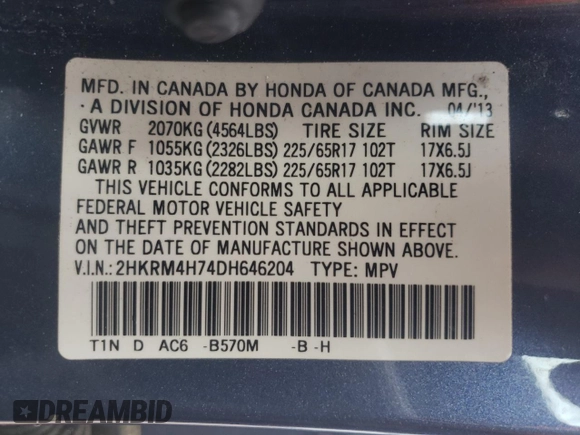 MFD. IN CANADA BY HONDA OF CANADA MFG.,
A DIVISION OF HONDA CANADA INC. 04/'13
GVWR 2070KG(4564LBS) TIRE SIZE RIM SIZE
GAWR F 1055KG(2326LBS) 225/65R17 102T 17X6.5J
GAWR R 1035KG(2282LBS) 225/65R17 102T 17X6.5J
THIS VEHICLE CONFORMS TO ALL APPLICABLE
FEDERAL MOTOR VEHICLE SAFETY
AND THEFT PREVENTION STANDARDS IN EFFECT
ON THE DATE OF MANUFACTURE SHOWN ABOVE.
V.I.N.: 2HKRM4H74DH646204 TYPE: MPV
T1N D AC6 -B570M -B -H
DREAMBID